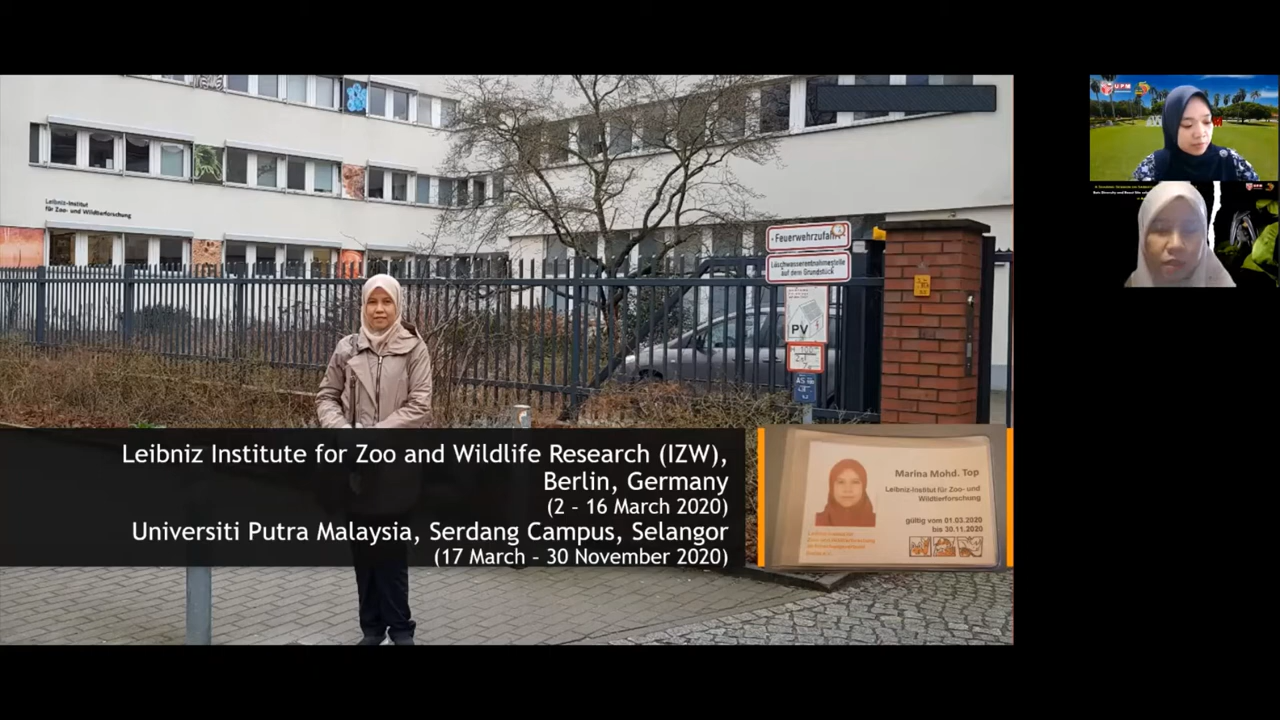 Leibniz-Institut
für Zoo- und Wildtierforschung
Feuerwehrzufahrt
Löschwasserentnahmestelle
auf dem Grundstück
PV
UPM
Leibniz Institute for Zoo and Wildlife Research (IZW),
Berlin, Germany
(2 – 16 March 2020)
Universiti Putra Malaysia, Serdang Campus, Selangor
(17 March – 30 November 2020)
Marina Mohd. Top
Leibniz-Institut für Zoo- und
Wildtierforschung
gültig vom 01.03.2020
bis 30.11.2020